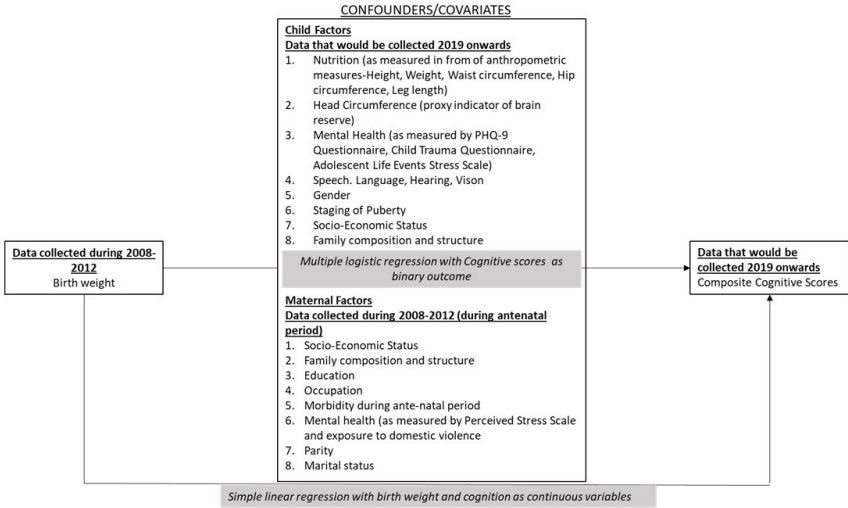 CONFOUNDERS/COVARIATES
Child Factors
Data that would be collected 2019 onwards
1. Nutrition (as measured in from of anthropometric
measures-Height, Weight, Waist circumference, Hip
circumference, Leg length)
2. Head Circumference (proxy indicator of brain
reserve)
3. Mental Health (as measured by PHQ-9
Questionnaire, Child Trauma Questionnaire,
Adolescent Life Events Stress Scale)
4. Speech. Language, Hearing, Vison
5. Gender
6. Staging of Puberty
7. Socio-Economic Status
8. Family composition and structure
Data collected during 2008-
2012
Birth weight
Multiple logistic regression with Cognitive scores as
binary outcome
Data that would be
collected 2019 onwards
Composite Cognitive Scores
Maternal Factors
Data collected during 2008-2012 (during antenatal
period)
1. Socio-Economic Status
2. Family composition and structure
3. Education
4. Occupation
5. Morbidity during ante-natal period
6. Mental health (as measured by Perceived Stress Scale
and exposure to domestic violence
7. Parity
8. Marital status
Simple linear regression with birth weight and cognition as continuous variables